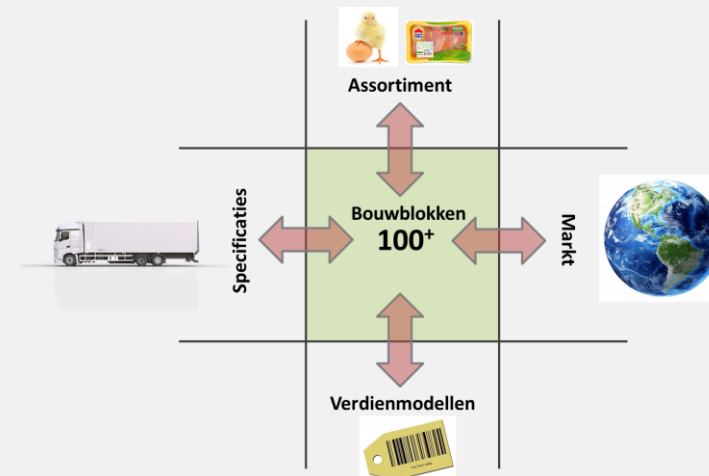 Assortiment
Specificaties
Bouwblokken
100+
Markt
Verdienmodellen